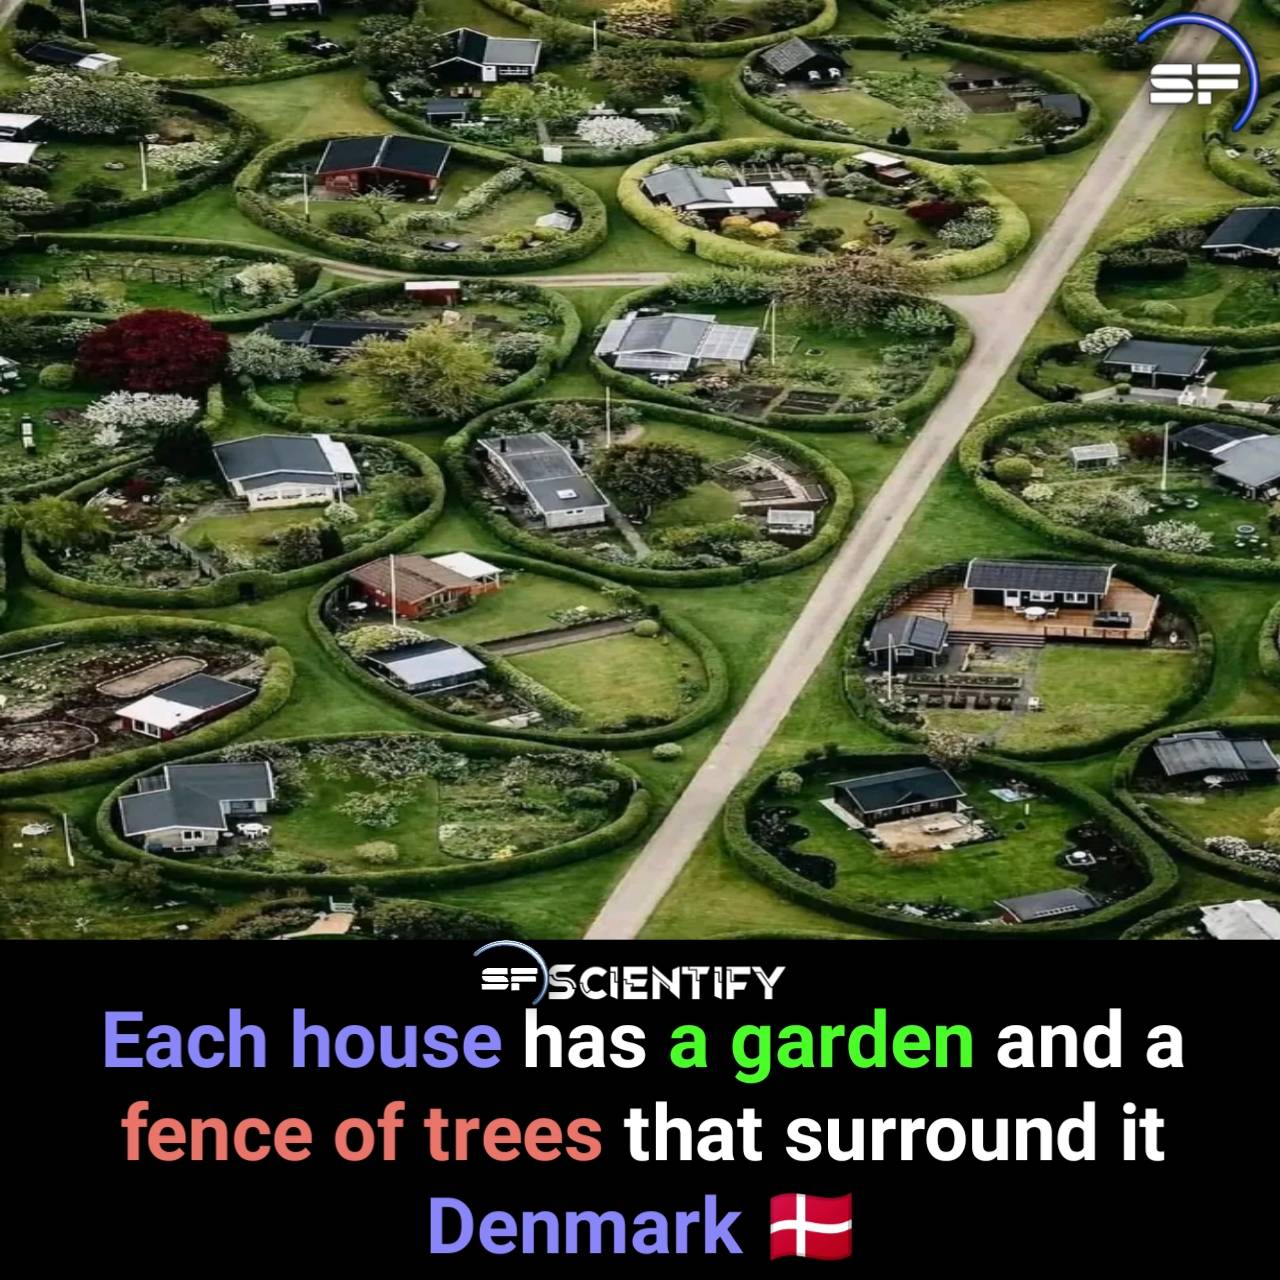 SF
SF SCIENTIFY
Each house has a garden and a
fence of trees that surround it
Denmark 🇩🇰